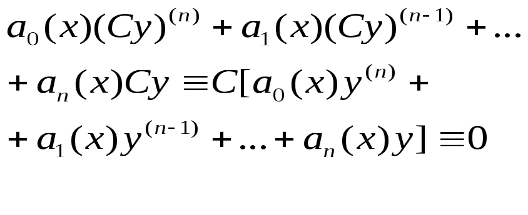 a₀(x)(Cy)⁽ⁿ⁾ + a₁(x)(Cy)⁽ⁿ⁻¹⁾ + ...
+ aₙ(x)Cy ≡C[a₀(x)y⁽ⁿ⁾ +
+ a₁(x)y⁽ⁿ⁻¹⁾ + ... + aₙ(x)y] ≡0